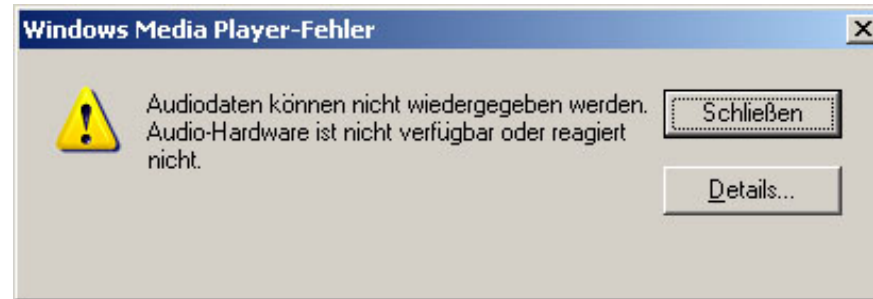 Windows Media Player-Fehler
Audiodaten können nicht wiedergegeben werden.
Audio-Hardware ist nicht verfügbar oder reagiert
nicht.
Schließen
Details...